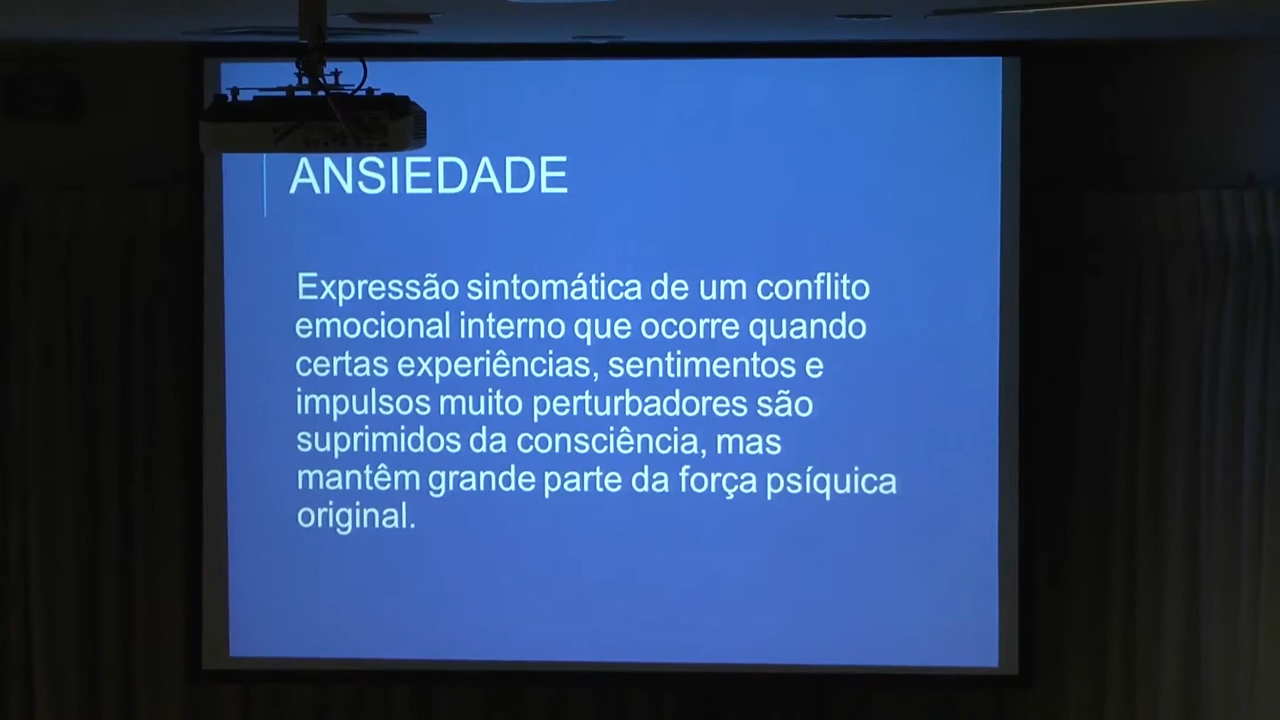 ANSIEDADE
Expressão sintomática de um conflito
emocional interno que ocorre quando
certas experiências, sentimentos e
impulsos muito perturbadores são
suprimidos da consciência, mas
mantêm grande parte da força psíquica
original.